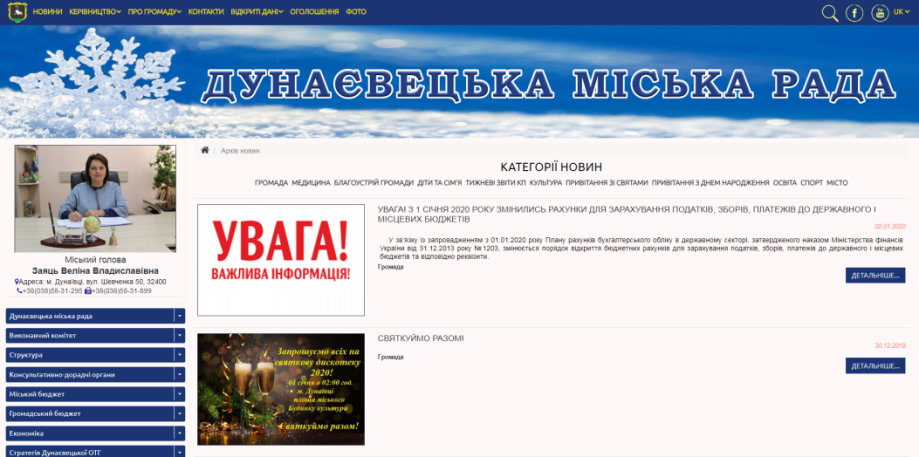 НОВИНИ КЕРІВНИЦТВО ПРО ГРОМАДУ КОНТАКТИ ВІДКРИТІ ДАНІ ОГОЛОШЕННЯ ФОТО UK
ДУНАЄВЕЦЬКА МІСЬКА РАДА
/ Архів новин
КАТЕГОРІЇ НОВИН
ГРОМАДА МЕДИЦИНА БЛАГОУСТРІЙ ГРОМАДИ ДІТИ ТА СІМ'Я ТИЖНЕВІ ЗВІТИ КП КУЛЬТУРА ПРИВІТАННЯ ЗІ СВЯТАМИ ПРИВІТАННЯ З ДНЕМ НАРОДЖЕННЯ ОСВІТА СПОРТ МІСТО
Міський голова
Заяць Веліна Владиславівна
Адреса: м. Дунаївці, вул. Шевченка 50, 32400
+38(038)58-31-295 +38(038)58-31-899
Дунаєвецька міська рада
Виконавчий комітет
Структура
Консультативно-дорадчі органи
Міський бюджет
Громадський бюджет
Економіка
Стратегія Дунаєвецької ОТГ
УВАГА!
ВАЖЛИВА ІНФОРМАЦІЯ!
УВАГА! З 1 СІЧНЯ 2020 РОКУ ЗМІНИЛИСЬ РАХУНКИ ДЛЯ ЗАРАХУВАННЯ ПОДАТКІВ, ЗБОРІВ, ПЛАТЕЖІВ ДО ДЕРЖАВНОГО І
МІСЦЕВИХ БЮДЖЕТІВ
02.01.2020
У зв'язку із запровадженням з 01.01.2020 року Плану рахунків бухгалтерського обліку в державному секторі, затвердженого наказом Міністерства фінансів
України від 31.12.2013 року №1203, змінюється порядок відкриття бюджетних рахунків для зарахування податків, зборів, платежів до державного і місцевих
бюджетів та відповідно реквізити.
Громада
ДЕТАЛЬНІШЕ...
Запрошуємо всіх на
святкову дискотеку
2020!
01 січня о 02:00 год.
м. Дунаївці
площа міського
Будинку культури
Святкуймо разом!
СВЯТКУЙМО РАЗОМ!
30.12.2019
Громада
ДЕТАЛЬНІШЕ...